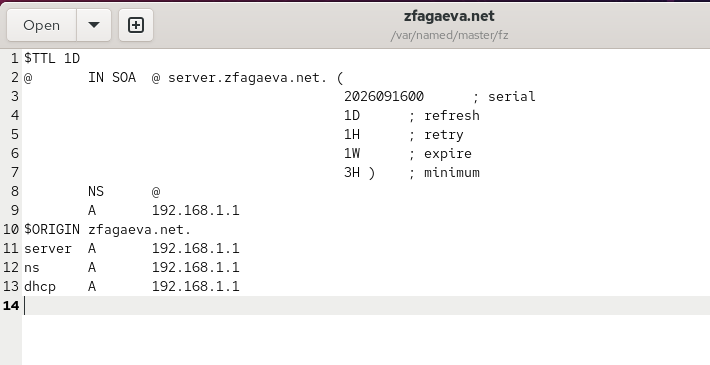 Open
zfagaeva.net
/var/named/master/fz
1 $TTL 1D
2 @ IN SOA @ server.zfagaeva.net. (
3 2026091600 ; serial
4 1D ; refresh
5 1H ; retry
6 1W ; expire
7 3H ) ; minimum
8 NS @
9 A 192.168.1.1
10 $ORIGIN zfagaeva.net.
11 server A 192.168.1.1
12 ns A 192.168.1.1
13 dhcp A 192.168.1.1
14